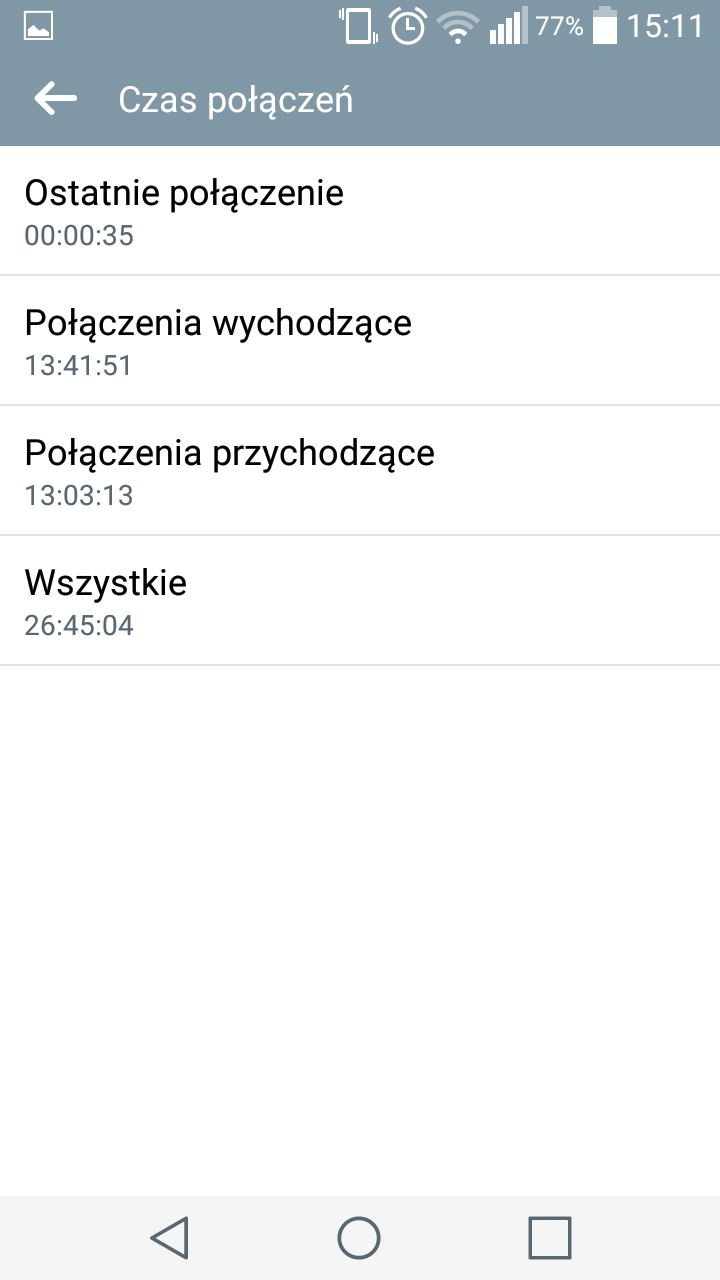 77% 15:11
Czas połączeń
Ostatnie połączenie
00:00:35
Połączenia wychodzące
13:41:51
Połączenia przychodzące
13:03:13
Wszystkie
26:45:04